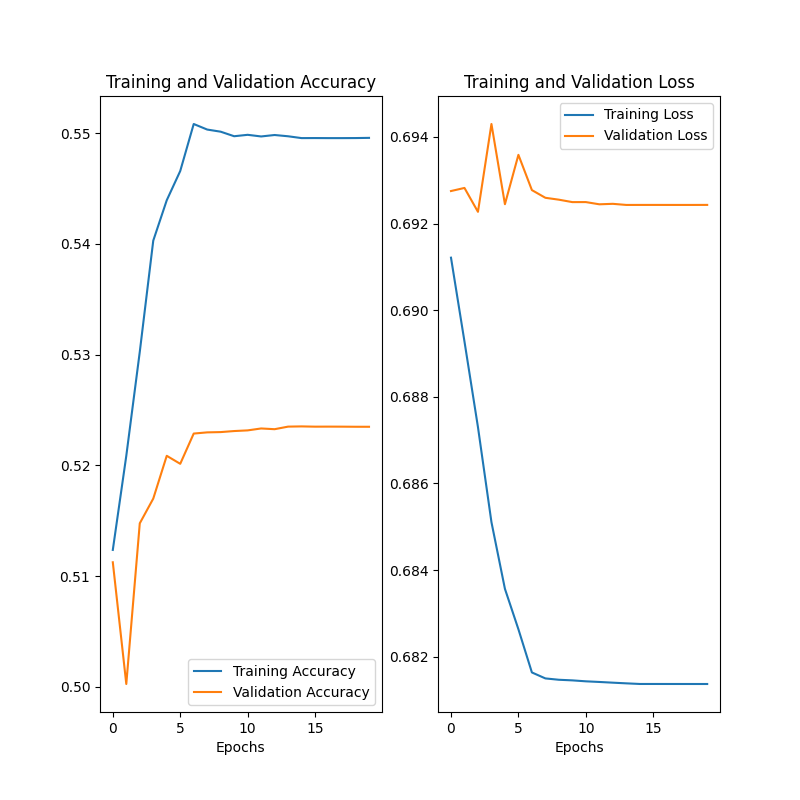 Training and Validation Accuracy
0.55
0.54
0.53
0.52
0.51
0.50
Training Accuracy
Validation Accuracy
0 5 10 15
Epochs
Training and Validation Loss
0.694
0.692
0.690
0.688
0.686
0.684
0.682
Training Loss
Validation Loss
0 5 10 15
Epochs